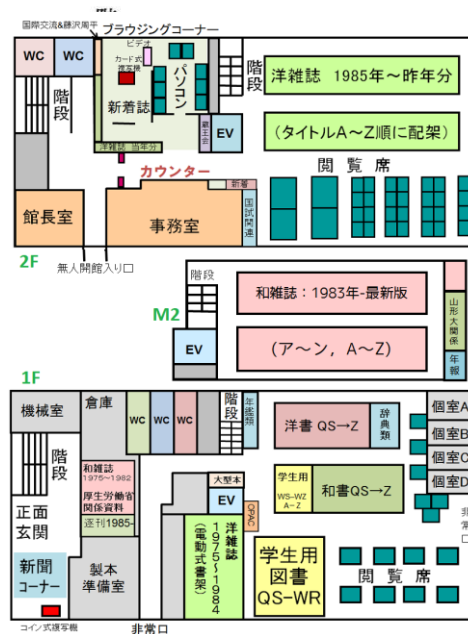 国際交流&藤沢周平
ブラウジングコーナー
WC
WC
ビデオ
カード式
複写機
パソコン
新着誌
階段
階段
蔵王会
EV
洋雑誌 当年分
洋雑誌 1985年～昨年分
(タイトルA～Z順に配架)
閲覧席
カウンター
新着
国試関連
館長室
事務室
2F
無人開館入り口
階段
M2
EV
和雑誌：1983年-最新版
(ア～ン, A～Z)
山形大関係
年報
1F
機械室
倉庫
WC
WC
WC
階段
年鑑類
洋書 QS→Z
辞典類
個室A
個室B
個室C
個室D
階段
和雑誌
1975～1982
厚生労働省
関係資料
逐刊1985-
大型本
EV
OPAC
学生用
WS-WZ
A-Z
和書QS→Z
非常口
正面
玄関
新聞
コーナー
製本
準備室
洋雑誌
1975～1984
(電動式書架)
学生用
図書
QS-WR
閲覧席
コイン式複写機
非常口